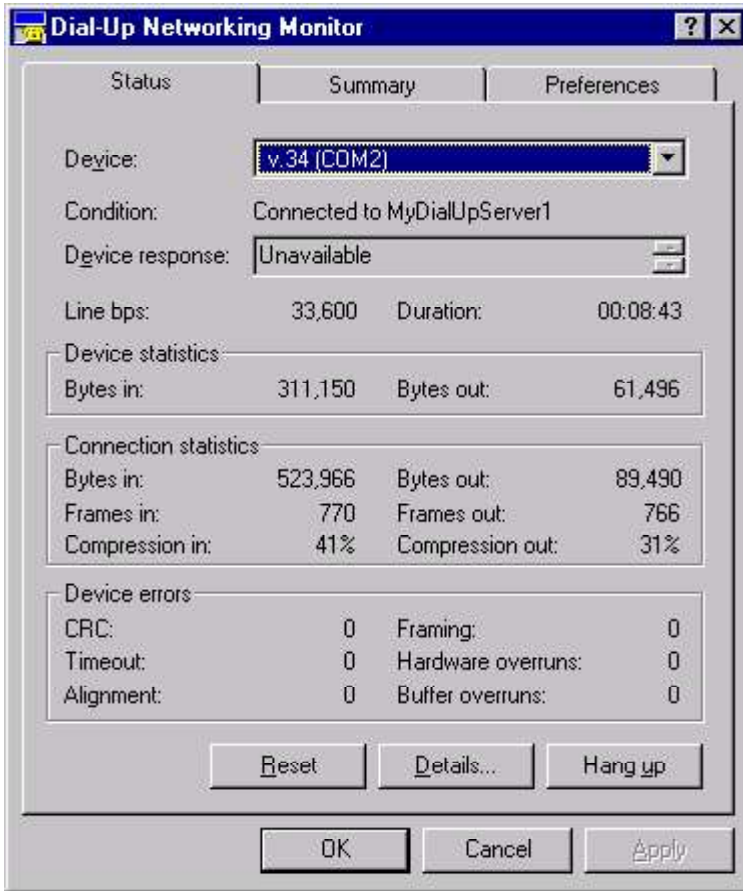 Dial-Up Networking Monitor
Status Summary Preferences
Device: v.34 (COM2)
Condition: Connected to MyDialUpServer1
Device response: Unavailable
Line bps: 33,600 Duration: 00:08:43
Device statistics
Bytes in: 311,150 Bytes out: 61,496
Connection statistics
Bytes in: 523,966 Bytes out: 89,490
Frames in: 770 Frames out: 766
Compression in: 41% Compression out: 31%
Device errors
CRC: 0 Framing: 0
Timeout: 0 Hardware overruns: 0
Alignment: 0 Buffer overruns: 0
Reset Details... Hang up
OK Cancel Apply